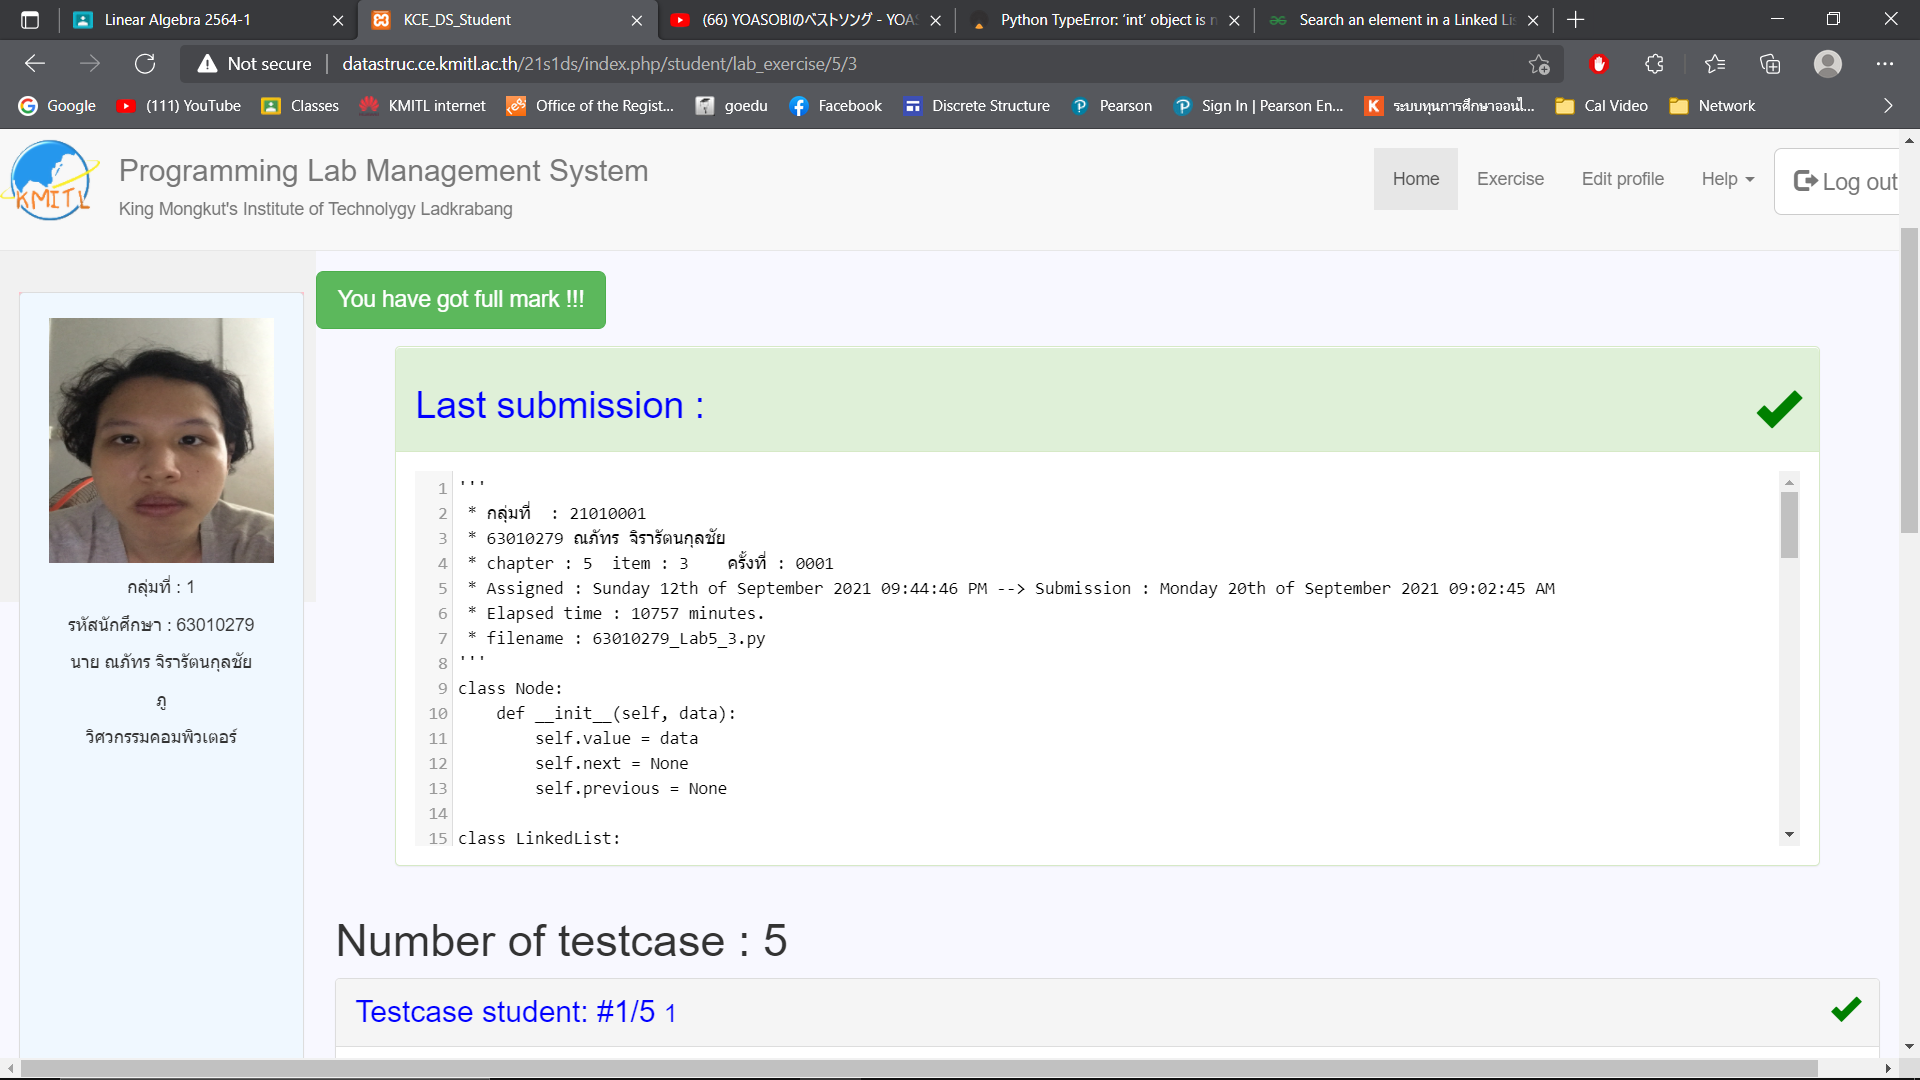 Linear Algebra 2564-1
KCE_DS_Student
(66) YOASOBIのベストソング - YOAS
Python TypeError: ‘int’ object is n
Search an element in a Linked Lis
Not secure
datastruc.ce.kmitl.ac.th/21s1ds/index.php/student/lab_exercise/5/3
Google
(111) YouTube
Classes
KMITL internet
Office of the Regist...
goedu
Facebook
Discrete Structure
Pearson
Sign In | Pearson En...
ระบบทุนการศึกษาออนไ...
Cal Video
Network
KMITL
Programming Lab Management System
King Mongkut's Institute of Technolygy Ladkrabang
Home
Exercise
Edit profile
Help
Log out
You have got full mark !!!
กลุ่มที่ : 1
รหัสนักศึกษา : 63010279
นาย ณภัทร จิรารัตนกุลชัย
ภู
วิศวกรรมคอมพิวเตอร์
Last submission :
1 '''
2 * กลุ่มที่ : 21010001
3 * 63010279 ณภัทร จิรารัตนกุลชัย
4 * chapter : 5 item : 3 ครั้งที่ : 0001
5 * Assigned : Sunday 12th of September 2021 09:44:46 PM --> Submission : Monday 20th of September 2021 09:02:45 AM
6 * Elapsed time : 10757 minutes.
7 * filename : 63010279_Lab5_3.py
8 '''
9 class Node:
10 def __init__(self, data):
11 self.value = data
12 self.next = None
13 self.previous = None
14
15 class LinkedList:
Number of testcase : 5
Testcase student: #1/5 1